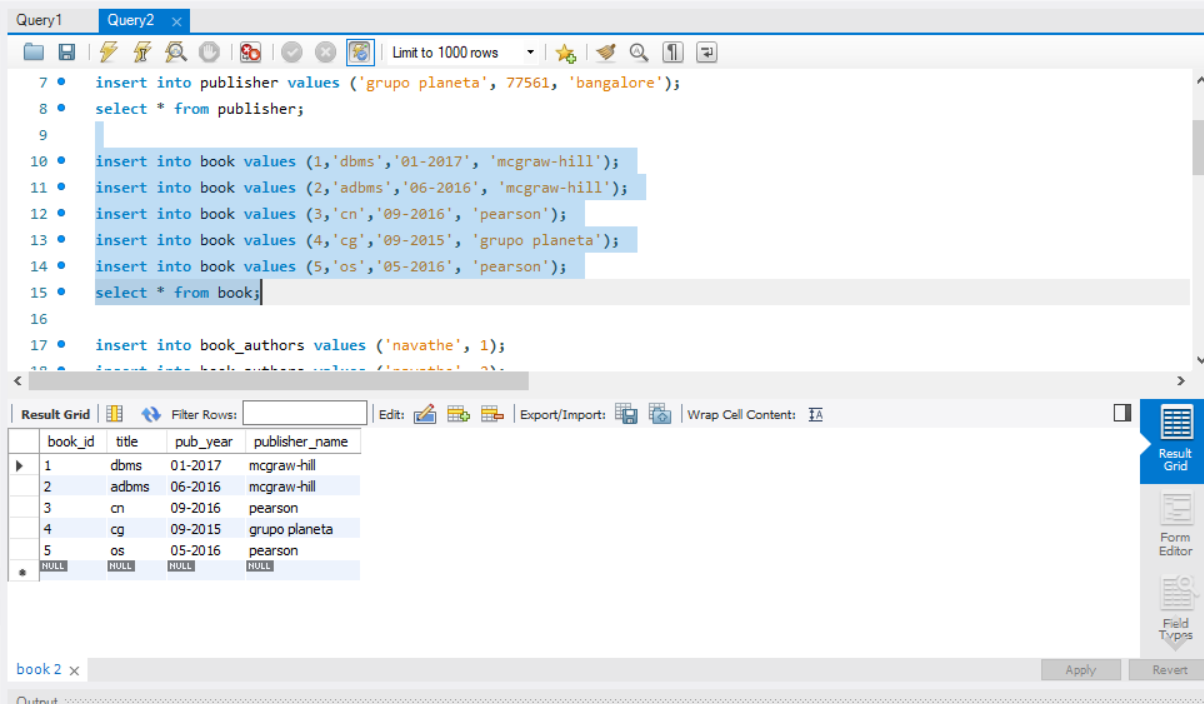 Query1 Query2
Limit to 1000 rows
7 insert into publisher values ('grupo planeta', 77561, 'bangalore');
8 select * from publisher;
9
10 insert into book values (1,'dbms','01-2017', 'mcgraw-hill');
11 insert into book values (2,'adbms','06-2016', 'mcgraw-hill');
12 insert into book values (3,'cn','09-2016', 'pearson');
13 insert into book values (4,'cg','09-2015', 'grupo planeta');
14 insert into book values (5,'os','05-2016', 'pearson');
15 select * from book;
16
17 insert into book_authors values ('navathe', 1);
18 insert into book_authors values ('navathe', 2);
Result Grid Filter Rows: Edit: Export/Import: Wrap Cell Content:
book_id title pub_year publisher_name
1 dbms 01-2017 mcgraw-hill
2 adbms 06-2016 mcgraw-hill
3 cn 09-2016 pearson
4 cg 09-2015 grupo planeta
5 os 05-2016 pearson
NULL NULL NULL NULL
Result
Grid
Form
Editor
Field
Types
book 2 Apply Revert
Output